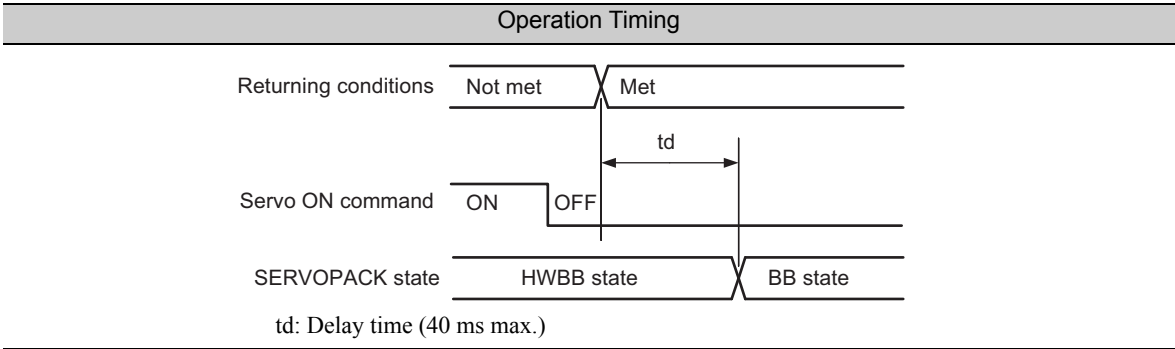 Operation Timing
Returning conditions Not met Met
td
Servo ON command ON OFF
SERVOPACK state HWBB state BB state
td: Delay time (40 ms max.)